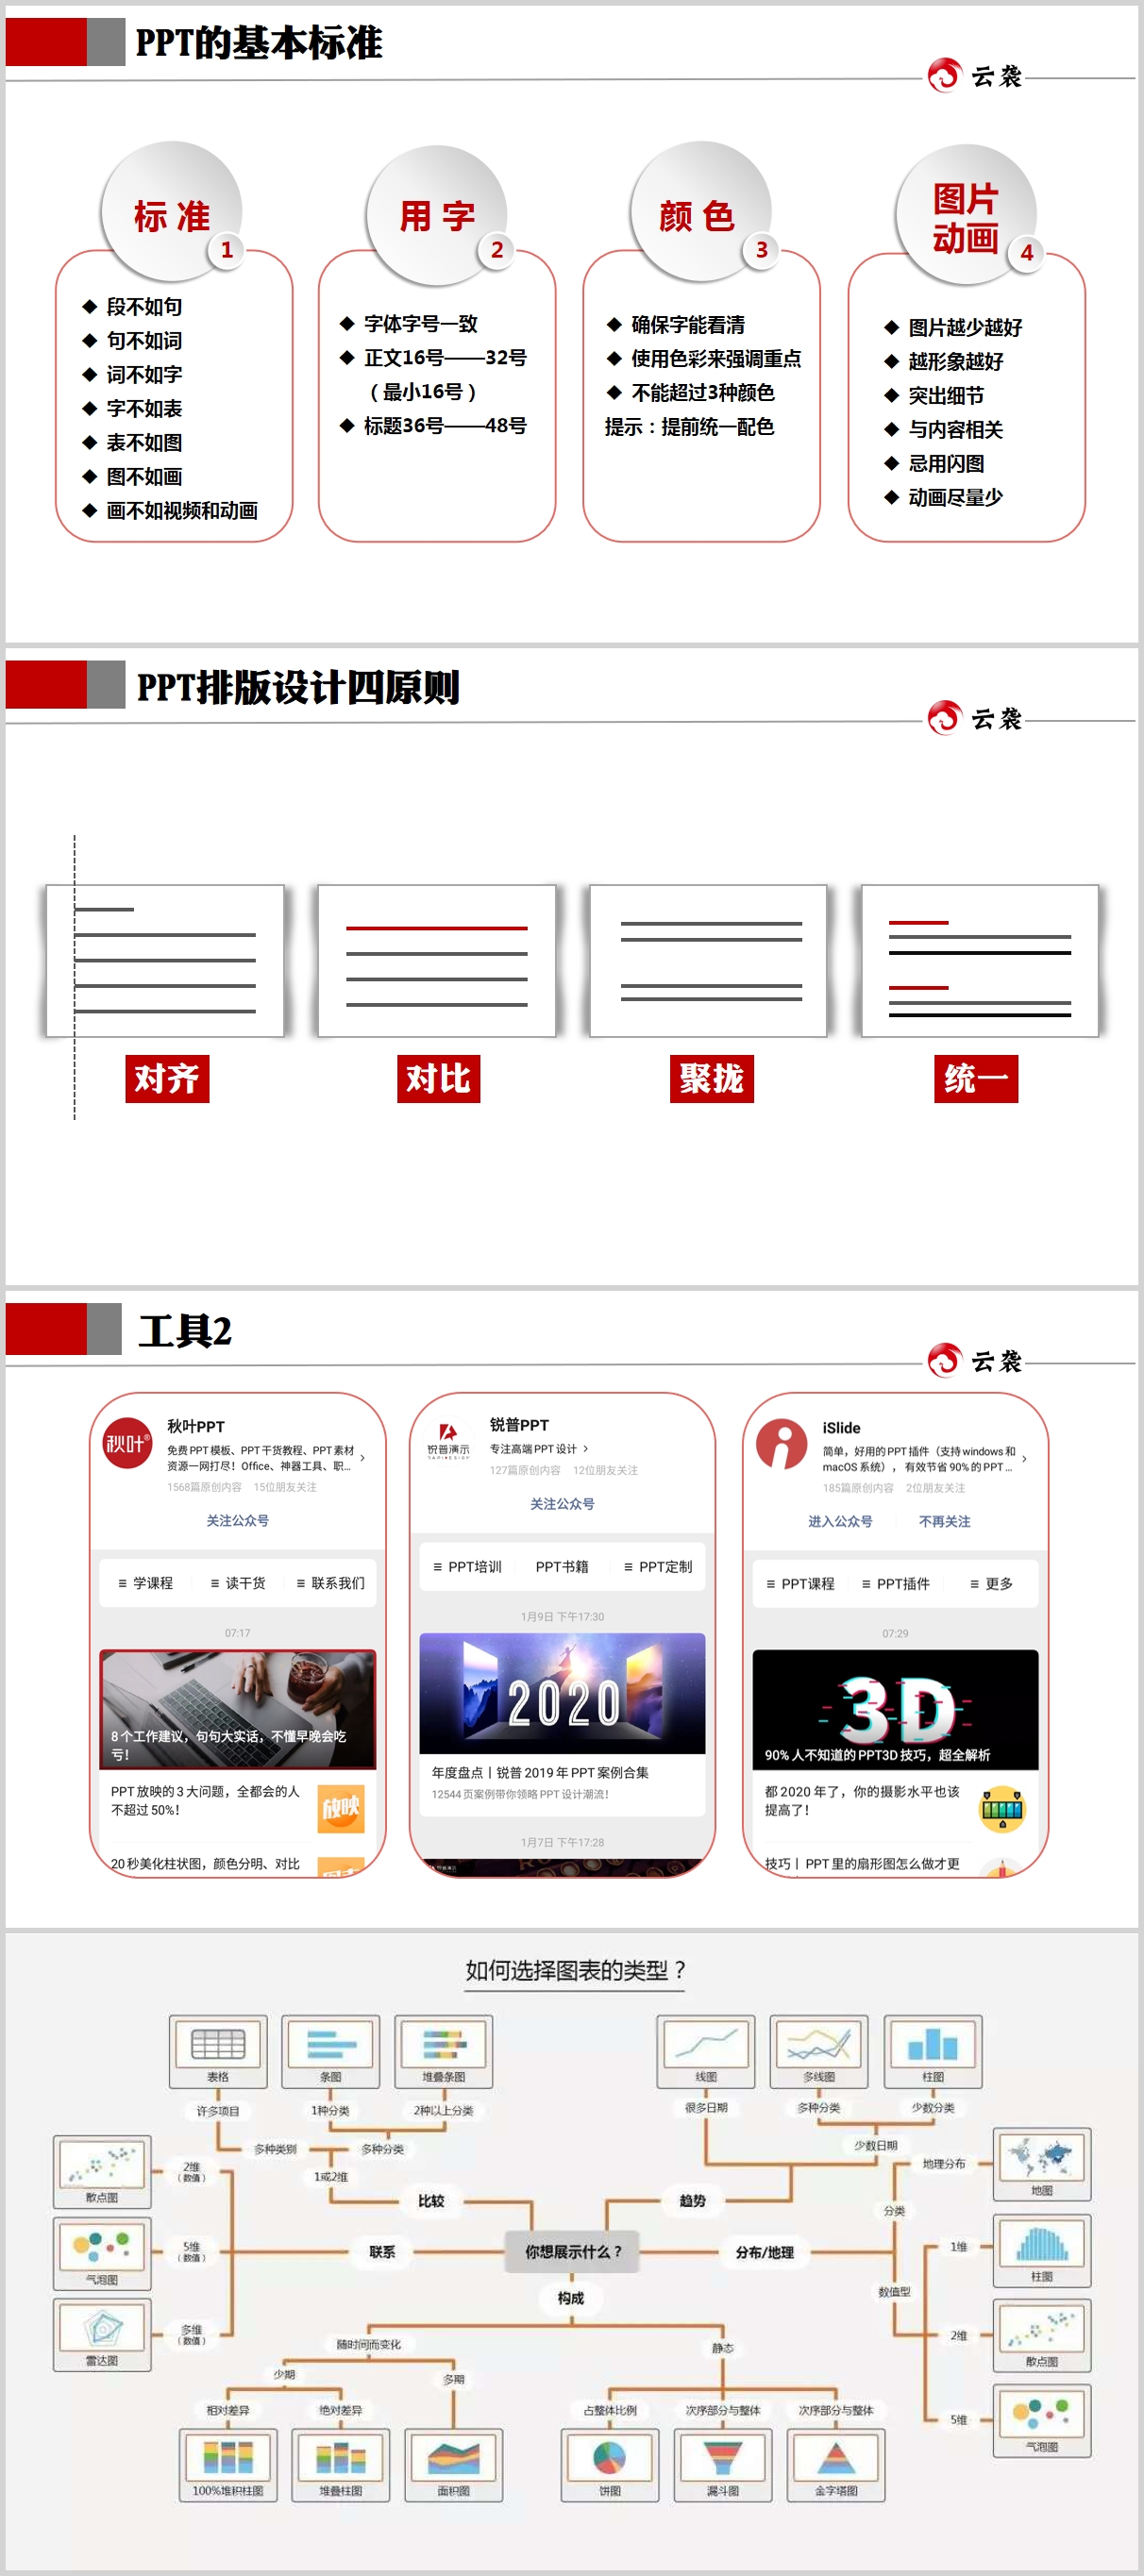 PPT的基本标准
云袭
标 准
1
段不如句
句不如词
词不如字
字不如表
表不如图
图不如画
画不如视频和动画
用 字
2
字体字号一致
正文16号——32号
（最小16号）
标题36号——48号
颜 色
3
确保字能看清
使用色彩来强调重点
不能超过3种颜色
提示：提前统一配色
图片
动画
4
图片越少越好
越形象越好
突出细节
与内容相关
忌用闪图
动画尽量少
PPT排版设计四原则
云袭
对齐
对比
聚拢
统一
工具2
云袭
秋叶®
秋叶PPT
免费 PPT 模板、PPT 干货教程、PPT 素材
资源一网打尽！Office、神器工具、职...
1568篇原创内容 15位朋友关注
关注公众号
学课程
读干货
联系我们
07:17
8 个工作建议，句句大实话，不懂早晚会吃
亏！
PPT 放映的 3 大问题，全都会的人
不超过 50%！
放映
20 秒美化柱状图，颜色分明、对比
锐普演示
RAPIDESIGN
锐普PPT
专注高端 PPT 设计
127篇原创内容 12位朋友关注
关注公众号
PPT培训
PPT书籍
PPT定制
1月9日 下午17:30
2020
年度盘点丨锐普 2019 年 PPT 案例合集
12544 页案例带你领略 PPT 设计潮流！
1月7日 下午17:28
iSlide
简单，好用的 PPT 插件（支持 windows 和
macOS 系统），有效节省 90% 的 PPT ...
185篇原创内容 2位朋友关注
进入公众号
不再关注
PPT课程
PPT插件
更多
07:29
3D
90% 人不知道的 PPT3D 技巧，超全解析
都 2020 年了，你的摄影水平也该
提高了！
技巧丨 PPT 里的扇形图怎么做才更
如何选择图表的类型？
表格
条图
堆叠条图
线图
多线图
柱图
许多项目
1种分类
2种以上分类
很多日期
多种分类
少数分类
多种类别
多种分类
少数日期
1或2维
比较
趋势
散点图
2维
（数值）
气泡图
5维
（数值）
雷达图
多维
（数值）
联系
你想展示什么？
分布/地理
地理分布
地图
分类
数值型
1维
柱图
2维
散点图
5维
气泡图
构成
随时间而变化
静态
少期
多期
相对差异
绝对差异
占整体比例
次序部分与整体
次序部分与整体
100%堆积柱图
堆叠柱图
面积图
饼图
漏斗图
金字塔图